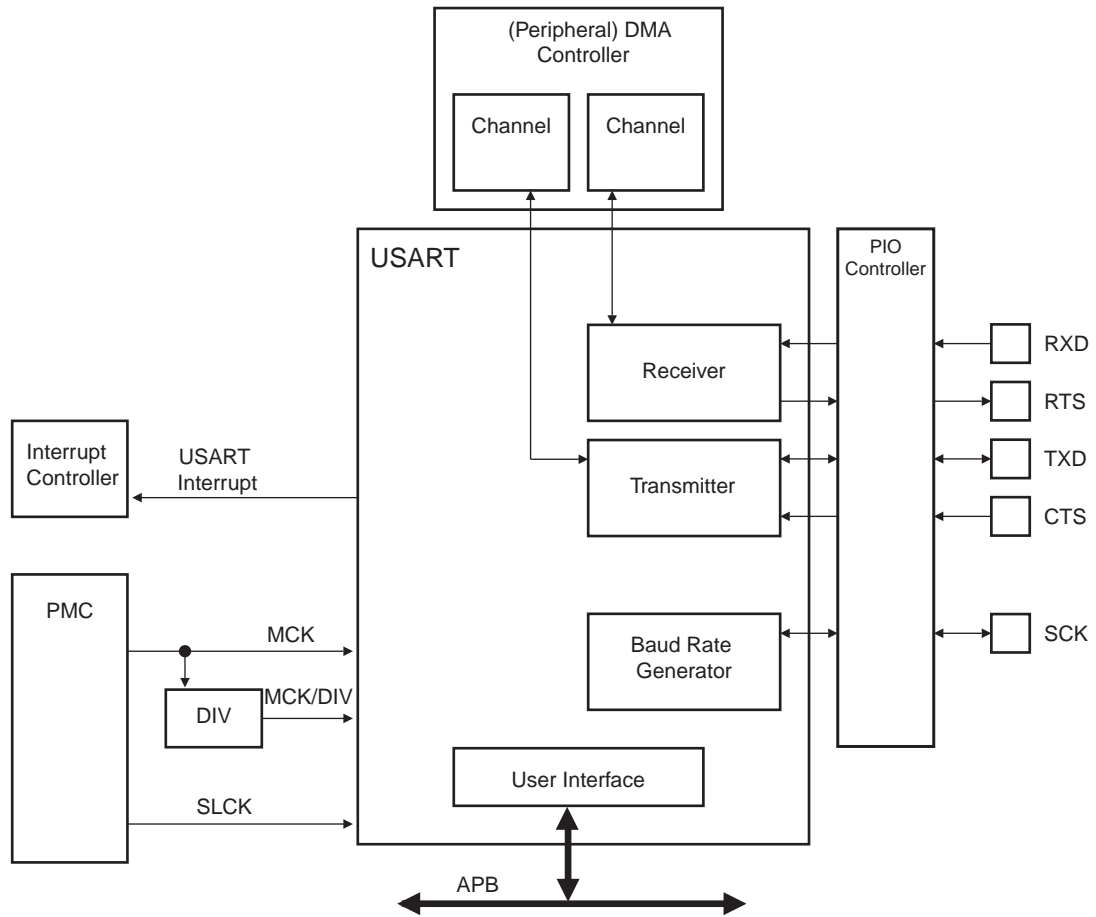 (Peripheral) DMA
Controller
Channel
Channel
USART
PIO
Controller
Receiver
RXD
RTS
Interrupt
Controller
USART
Interrupt
Transmitter
TXD
CTS
PMC
MCK
Baud Rate
Generator
SCK
MCK/DIV
DIV
User Interface
SLCK
APB